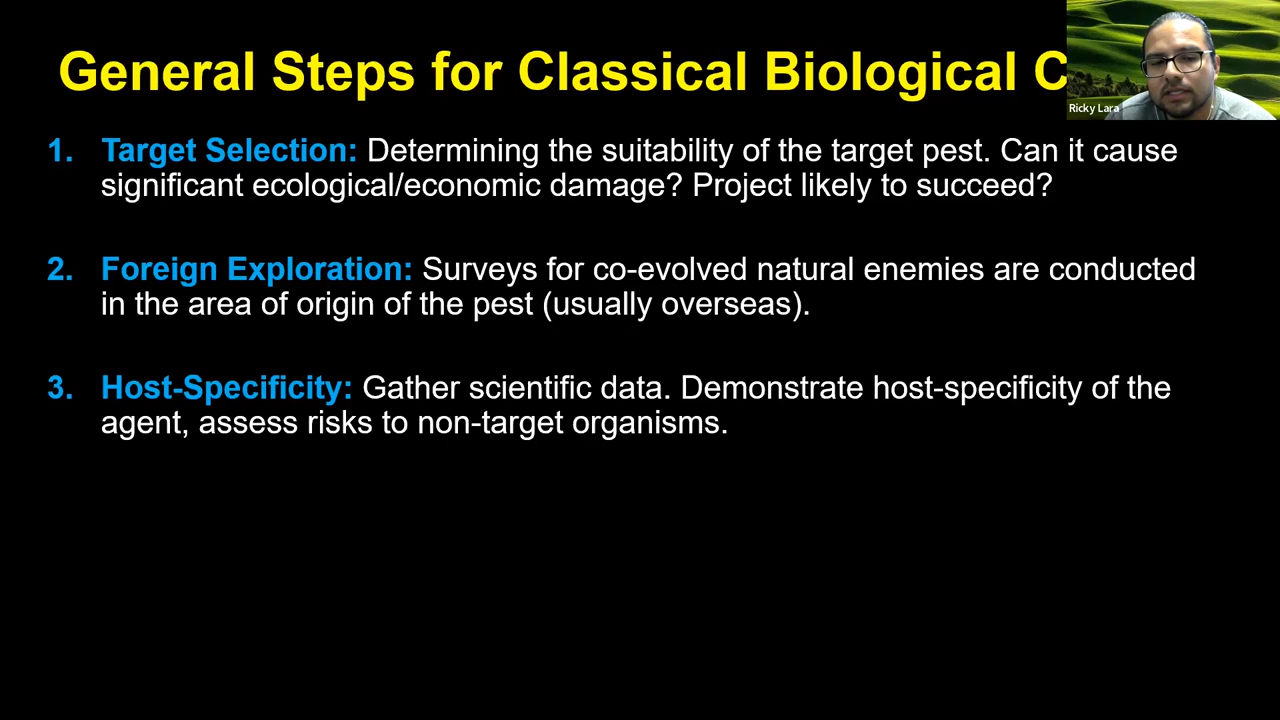 General Steps for Classical Biological C
Ricky Lara
1. Target Selection: Determining the suitability of the target pest. Can it cause
significant ecological/economic damage? Project likely to succeed?
2. Foreign Exploration: Surveys for co-evolved natural enemies are conducted
in the area of origin of the pest (usually overseas).
3. Host-Specificity: Gather scientific data. Demonstrate host-specificity of the
agent, assess risks to non-target organisms.